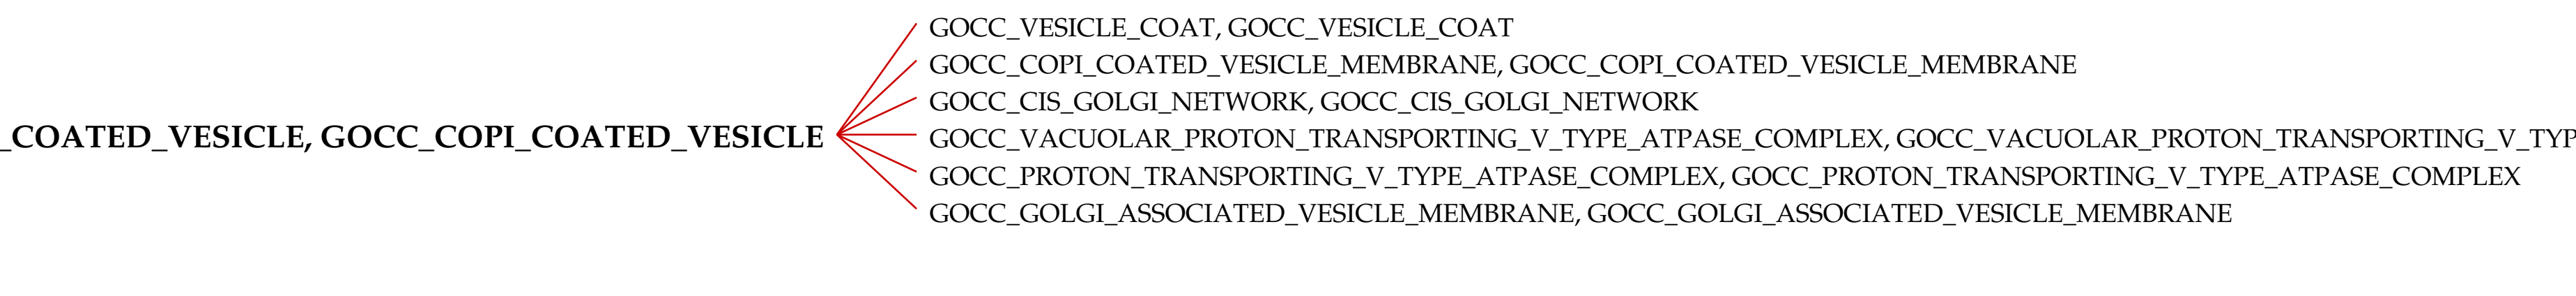 GOCC_VESICLE_COAT, GOCC_VESICLE_COAT
GOCC_COPI_COATED_VESICLE_MEMBRANE, GOCC_COPI_COATED_VESICLE_MEMBRANE
GOCC_CIS_GOLGI_NETWORK, GOCC_CIS_GOLGI_NETWORK
_COATED_VESICLE, GOCC_COPI_COATED_VESICLE
GOCC_VACUOLAR_PROTON_TRANSPORTING_V_TYPE_ATPASE_COMPLEX, GOCC_VACUOLAR_PROTON_TRANSPORTING_V_TYP
GOCC_PROTON_TRANSPORTING_V_TYPE_ATPASE_COMPLEX, GOCC_PROTON_TRANSPORTING_V_TYPE_ATPASE_COMPLEX
GOCC_GOLGI_ASSOCIATED_VESICLE_MEMBRANE, GOCC_GOLGI_ASSOCIATED_VESICLE_MEMBRANE